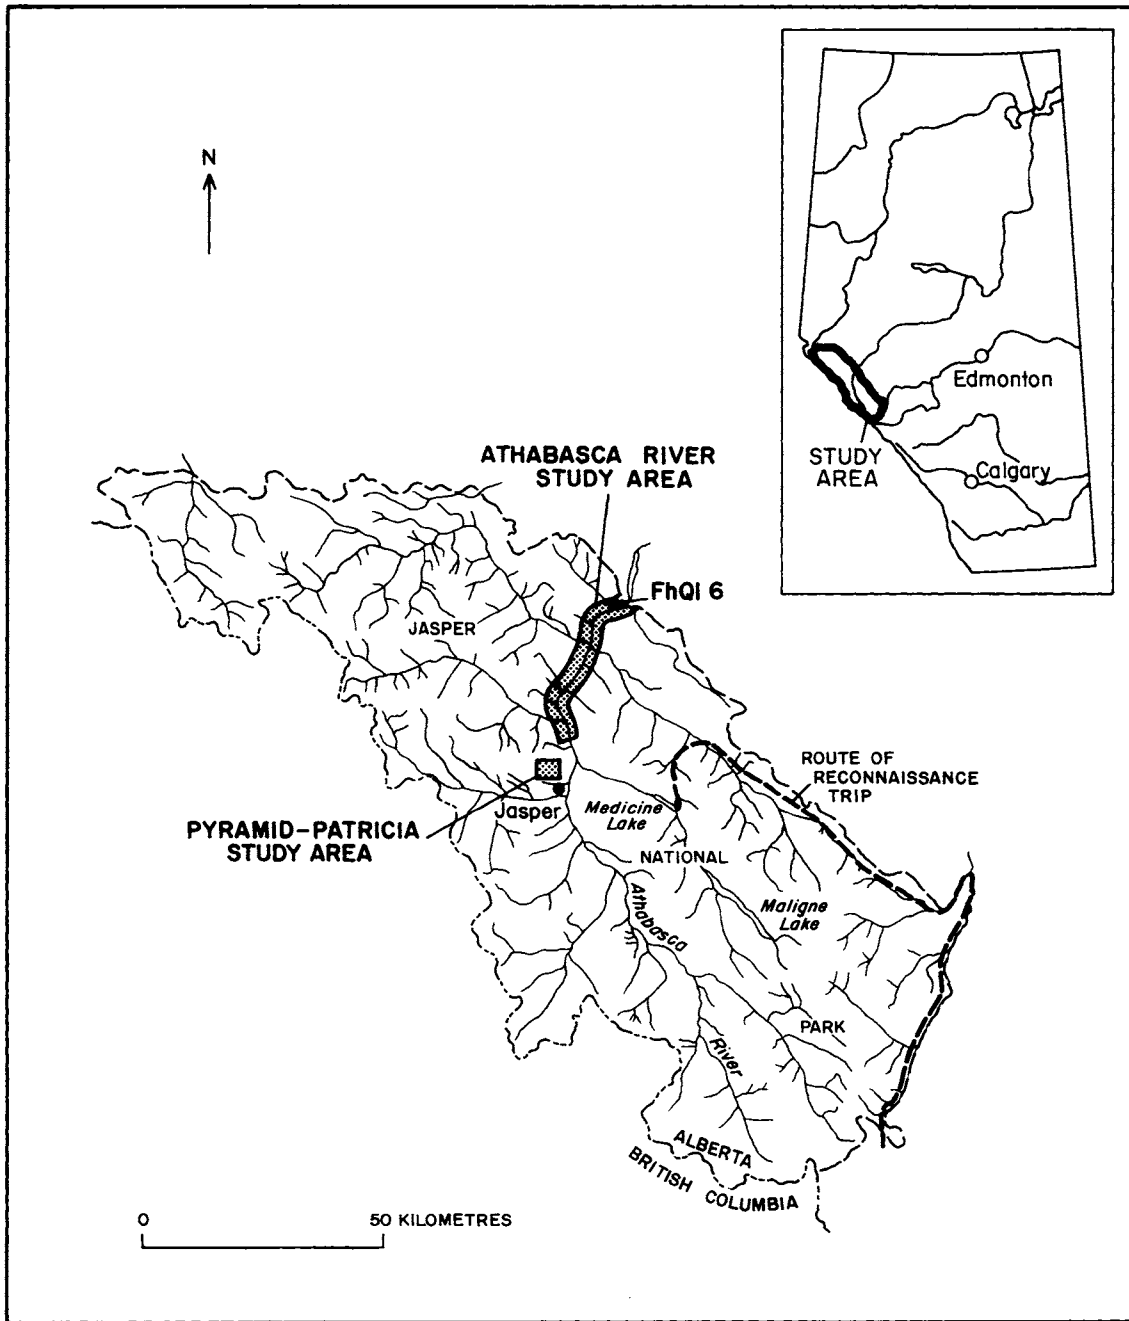 N
Edmonton
STUDY
AREA
Calgary
ATHABASCA RIVER
STUDY AREA
FhQl 6
JASPER
ROUTE OF
RECONNAISSANCE
TRIP
Jasper
Medicine
Lake
PYRAMID–PATRICIA
STUDY AREA
NATIONAL
Athabasca
Maligne
Lake
PARK
River
ALBERTA
BRITISH COLUMBIA
0 50 KILOMETRES